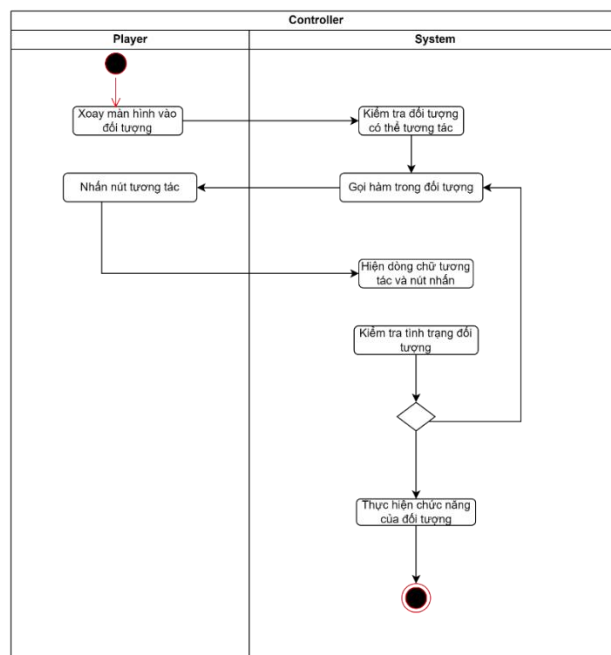 Controller
Player
System
Xoay màn hình vào
đối tượng
Kiểm tra đối tượng
có thể tương tác
Nhấn nút tương tác
Gọi hàm trong đối tượng
Hiện dòng chữ tương
tác và nút nhấn
Kiểm tra tình trạng đối
tượng
Thực hiện chức năng
của đối tượng